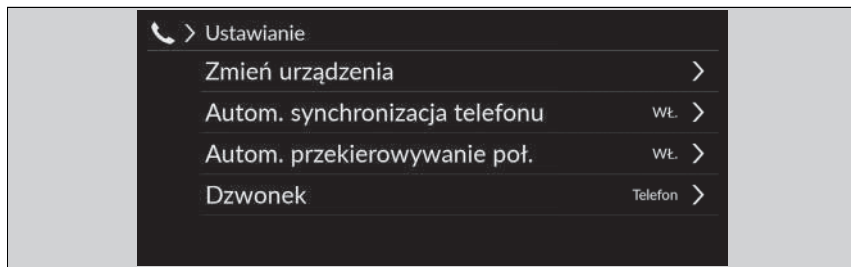 Ustawianie
Zmień urządzenia
Autom. synchronizacja telefonu WŁ.
Autom. przekierowywanie poł. WŁ.
Dzwonek Telefon